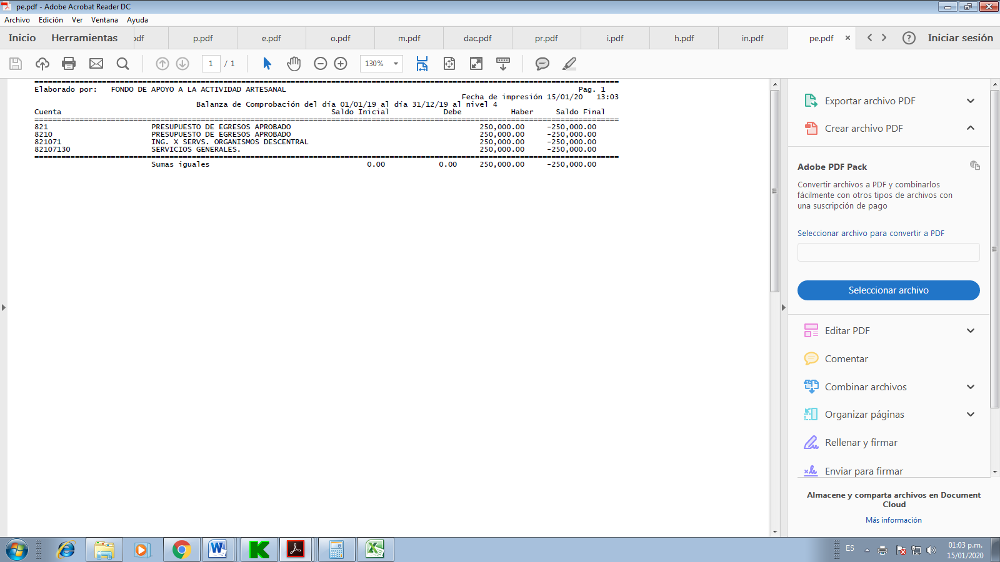 pe.pdf - Adobe Acrobat Reader DC
Archivo Edición Ver Ventana Ayuda
Inicio Herramientas df p.pdf e.pdf o.pdf m.pdf dac.pdf pr.pdf i.pdf h.pdf in.pdf pe.pdf Iniciar sesión
1 / 1 130%
Elaborado por: FONDO DE APOYO A LA ACTIVIDAD ARTESANAL Pag. 1
Fecha de impresión 15/01/20 13:03
Balanza de Comprobación del día 01/01/19 al día 31/12/19 al nivel 4
Cuenta Saldo Inicial Debe Haber Saldo Final
821 PRESUPUESTO DE EGRESOS APROBADO 250,000.00 -250,000.00
8210 PRESUPUESTO DE EGRESOS APROBADO 250,000.00 -250,000.00
821071 ING. X SERVS. ORGANISMOS DESCENTRAL 250,000.00 -250,000.00
82107130 SERVICIOS GENERALES. 250,000.00 -250,000.00
Sumas iguales 0.00 0.00 250,000.00 -250,000.00
Exportar archivo PDF
Crear archivo PDF
Adobe PDF Pack
Convertir archivos a PDF y combinarlos
fácilmente con otros tipos de archivos con
una suscripción de pago
Seleccionar archivo para convertir a PDF
Seleccionar archivo
Editar PDF
Comentar
Combinar archivos
Organizar páginas
Rellenar y firmar
Enviar para firmar
Almacene y comparta archivos en Document
Cloud
Más información
ES
01:03 p.m.
15/01/2020